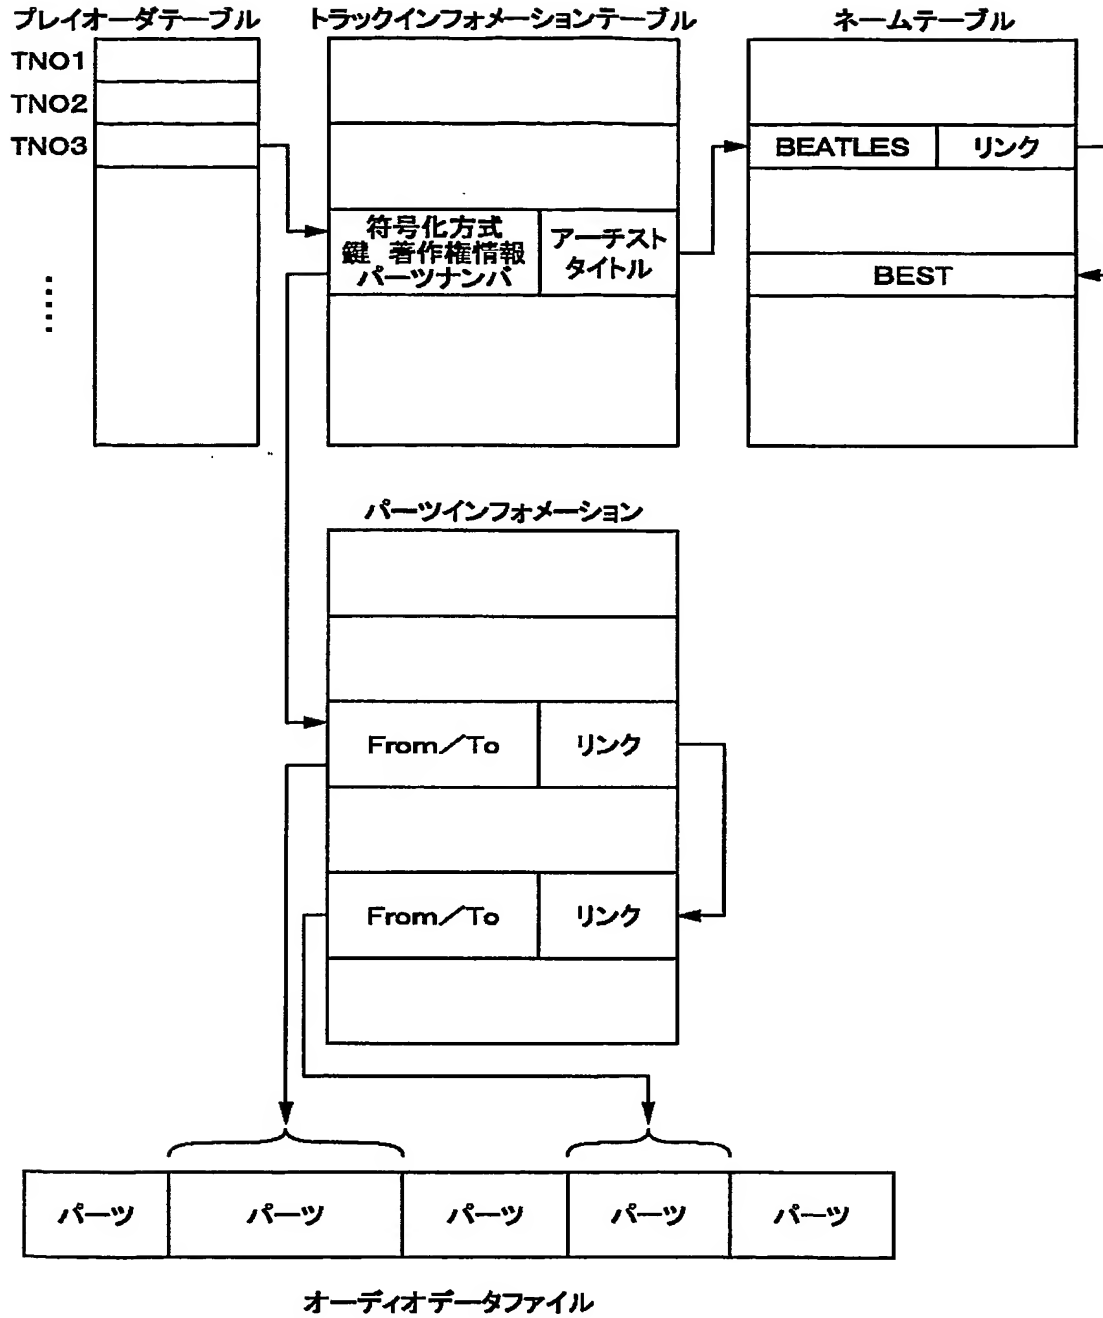 プレイオーダテーブル
トラックインフォメーションテーブル
ネームテーブル
TNO1
TNO2
TNO3
BEATLES
リンク
符号化方式
鍵 著作権情報
パーツナンバ
アーチスト
タイトル
BEST
パーツインフォメーション
From/To
リンク
From/To
リンク
パーツ
パーツ
パーツ
パーツ
パーツ
オーディオデータファイル